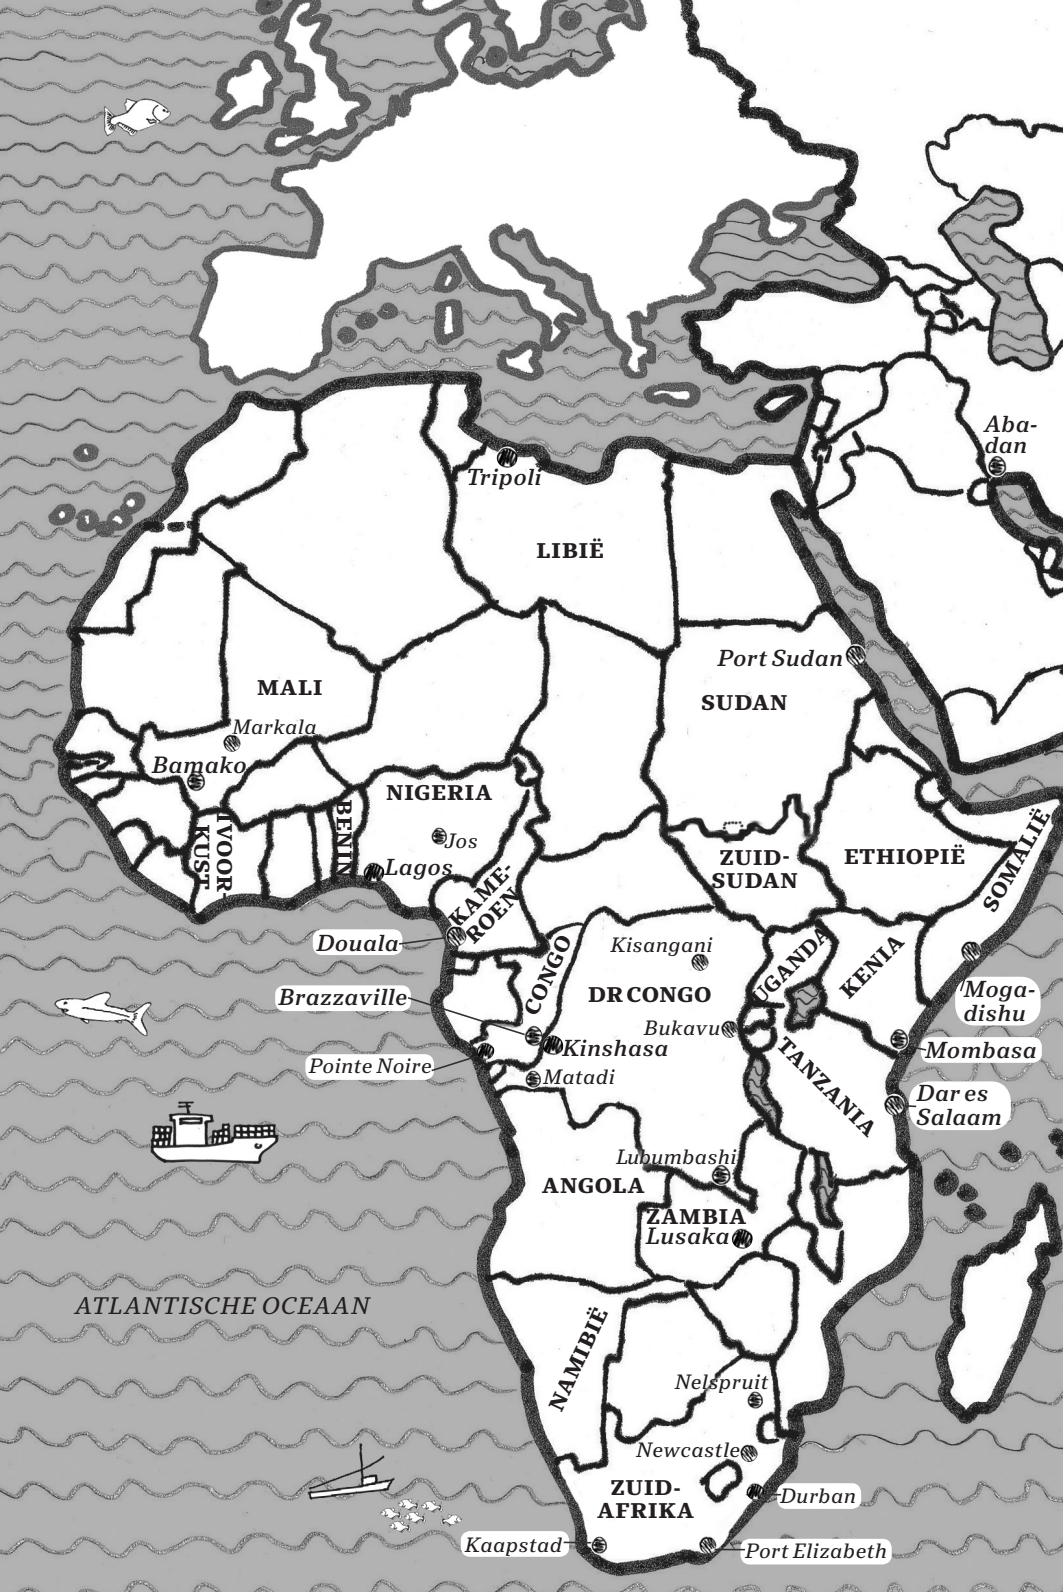 Aba-
dan
Tripoli
LIBIË
Port Sudan
MALI
SUDAN
Markala
Bamako
NIGERIA
BENIN
IVOOR-
KUST
Jos
Lagos
ZUID-
SUDAN
ETHIOPIË
SOMALIË
KAME-
ROEN
Douala
CONGO
Kisangani
UGANDA
KENIA
Brazzaville
DR CONGO
Moga-
dishu
Bukavu
Kinshasa
Mombasa
Pointe Noire
Matadi
TANZANIA
Dar es
Salaam
Lubumbashi
ANGOLA
ZAMBIA
Lusaka
ATLANTISCHE OCEAAN
NAMIBIË
Nelspruit
Newcastle
ZUID-
AFRIKA
Durban
Kaapstad
Port Elizabeth